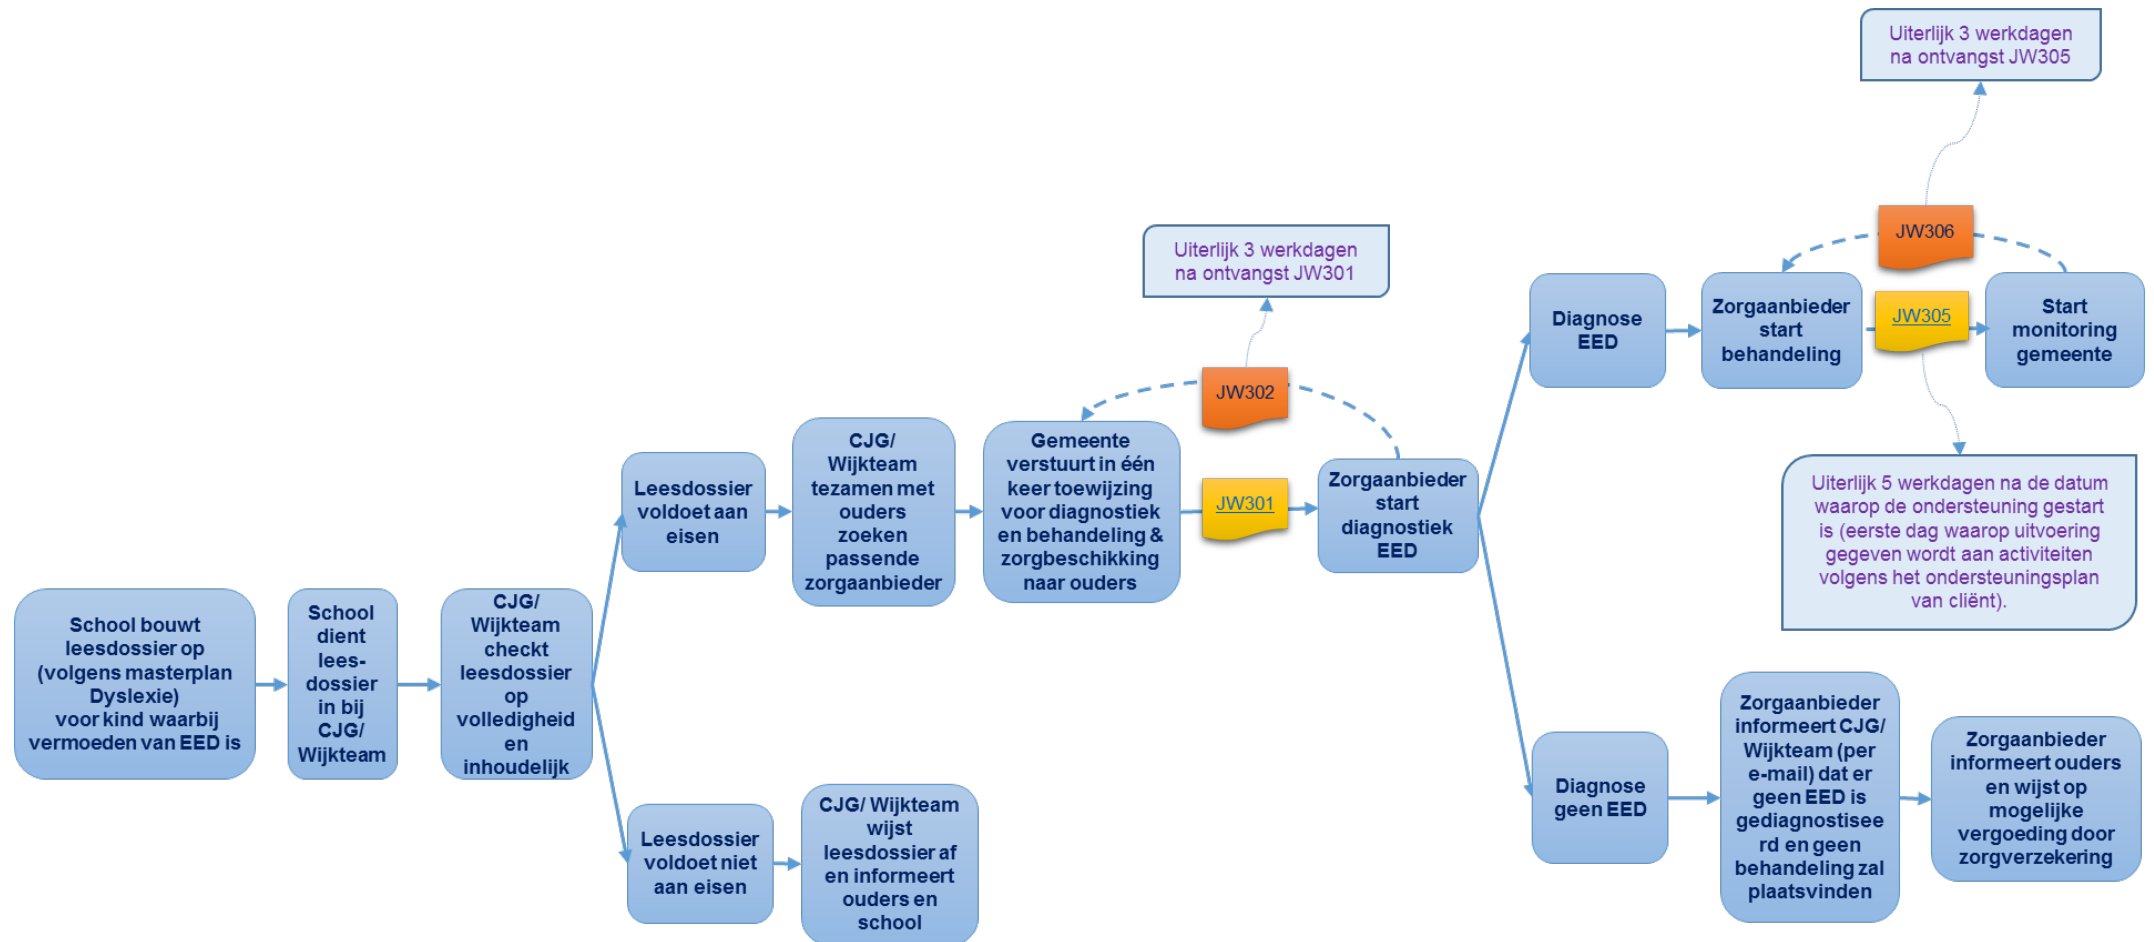 School bouwt
leesdossier op
(volgens masterplan
Dyslexie)
voor kind waarbij
vermoeden van EED is
School
dient
lees-
dossier
in bij
CJG/
Wijkteam
CJG/
Wijkteam
checkt
leesdossier
op
volledigheid
en
inhoudelijk
Leesdossier
voldoet aan
eisen
CJG/
Wijkteam
tezamen met
ouders
zoeken
passende
zorgaanbieder
Gemeente
verstuurt in één
keer toewijzing
voor diagnostiek
en behandeling &
zorgbeschikking
naar ouders
JW301
JW302
Uiterlijk 3 werkdagen
na ontvangst JW301
Zorgaanbieder
start
diagnostiek
EED
Leesdossier
voldoet niet
aan eisen
CJG/ Wijkteam
wijst
leesdossier af
en informeert
ouders en
school
Diagnose
EED
Zorgaanbieder
start
behandeling
JW305
JW306
Uiterlijk 3 werkdagen
na ontvangst JW305
Start
monitoring
gemeente
Uiterlijk 5 werkdagen na de datum
waarop de ondersteuning gestart
is (eerste dag waarop uitvoering
gegeven wordt aan activiteiten
volgens het ondersteuningsplan
van cliënt).
Diagnose
geen EED
Zorgaanbieder
informeert CJG/
Wijkteam (per
e-mail) dat er
geen EED is
gediagnostisee
rd en geen
behandeling zal
plaatsvinden
Zorgaanbieder
informeert ouders
en wijst op
mogelijke
vergoeding door
zorgverzekering